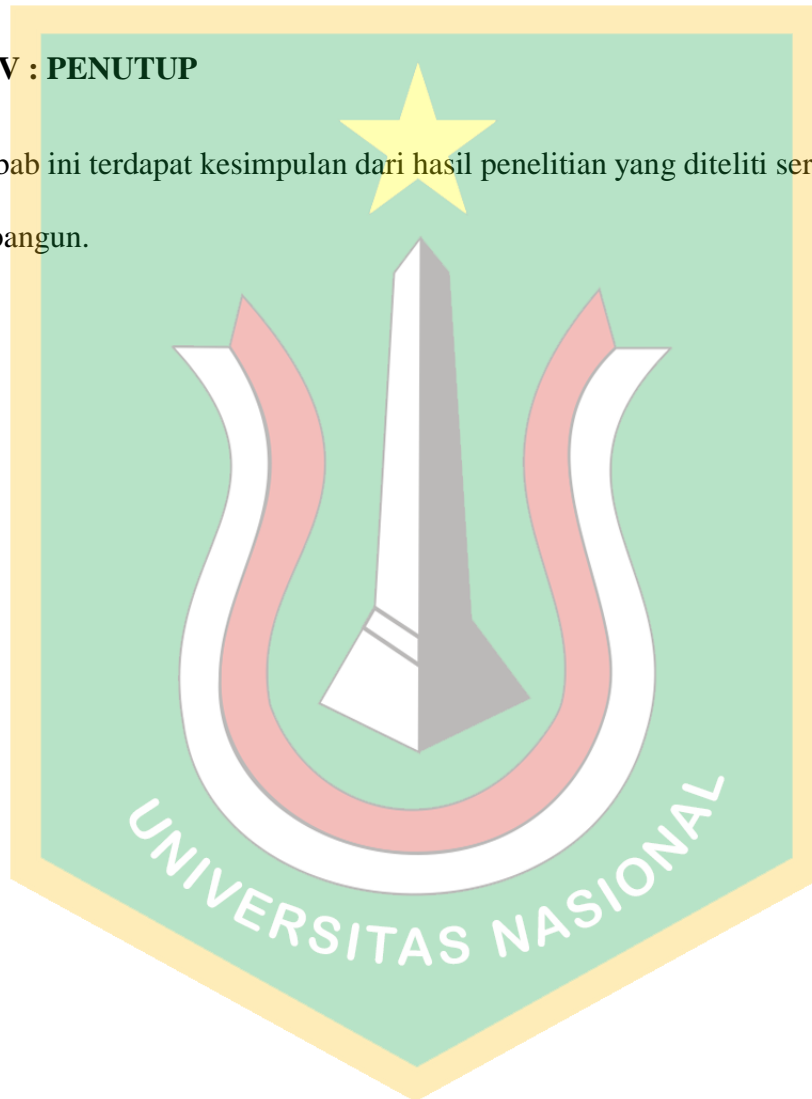 V : PENUTUP
bab ini terdapat kesimpulan dari hasil penelitian yang diteliti ser
bangun.
UNIVERSITAS NASIONAL